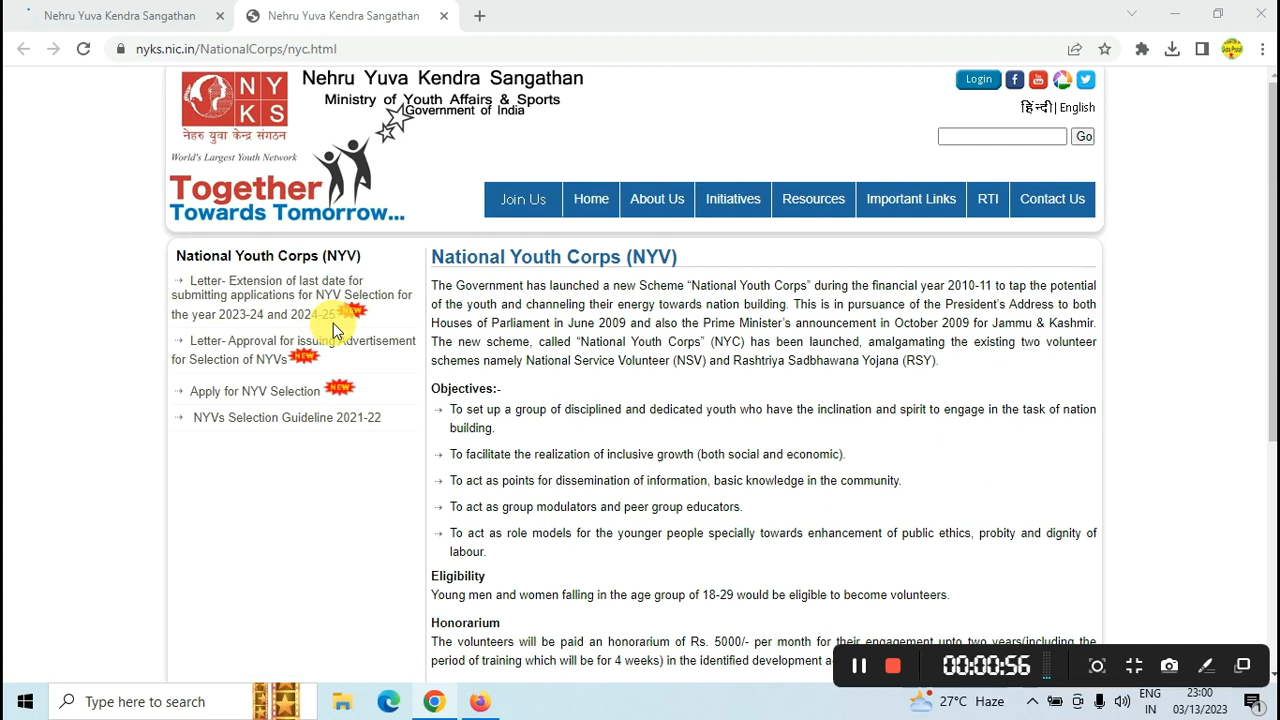 Nehru Yuva Kendra Sangathan
Nehru Yuva Kendra Sangathan
nyks.nic.in/NationalCorps/nyc.html
N Y
K S
नेहरू युवा केन्द्र संगठन
World's Largest Youth Network
Together
Towards Tomorrow...
Nehru Yuva Kendra Sangathan
Ministry of Youth Affairs & Sports
Government of India
Login
हिन्दी | English
Go
Join Us Home About Us Initiatives Resources Important Links RTI Contact Us
National Youth Corps (NYV)
Letter- Extension of last date for
submitting applications for NYV Selection for
the year 2023-24 and 2024-25 NEW
Letter- Approval for issuing Advertisement
for Selection of NYVs NEW
Apply for NYV Selection NEW
NYVs Selection Guideline 2021-22
National Youth Corps (NYV)
The Government has launched a new Scheme “National Youth Corps” during the financial year 2010-11 to tap the potential
of the youth and channeling their energy towards nation building. This is in pursuance of the President’s Address to both
Houses of Parliament in June 2009 and also the Prime Minister’s announcement in October 2009 for Jammu & Kashmir.
The new scheme, called “National Youth Corps” (NYC) has been launched, amalgamating the existing two volunteer
schemes namely National Service Volunteer (NSV) and Rashtriya Sadbhawana Yojana (RSY).
Objectives:-
To set up a group of disciplined and dedicated youth who have the inclination and spirit to engage in the task of nation
building.
To facilitate the realization of inclusive growth (both social and economic).
To act as points for dissemination of information, basic knowledge in the community.
To act as group modulators and peer group educators.
To act as role models for the younger people specially towards enhancement of public ethics, probity and dignity of
labour.
Eligibility
Young men and women falling in the age group of 18-29 would be eligible to become volunteers.
Honorarium
The volunteers will be paid an honorarium of Rs. 5000/- per month for their engagement upto two years(including the
period of training which will be for 4 weeks) in the identified development
00:00:56
Type here to search
27°C Haze
ENG
IN
23:00
03/13/2023
1